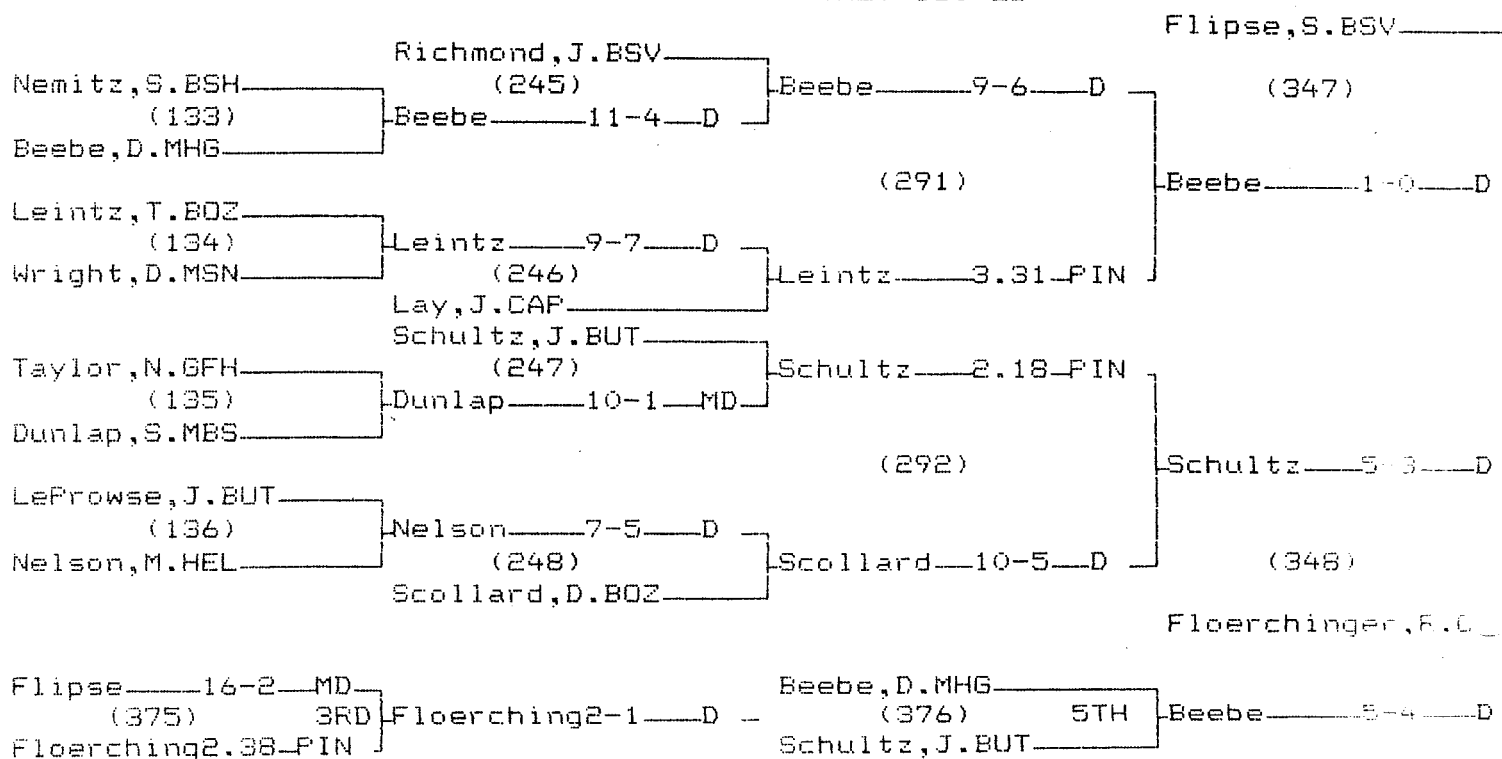 Flipse,S.BSV
Richmond,J.BSV
Nemitz,S.BSH (245) Beebe 9-6 D (347)
(133) Beebe 11-4 D
Beebe,D.MHG
(291) Beebe 1-0 D
Leintz,T.BOZ
(134) Leintz 9-7 D
Wright,D.MSN (246) Leintz 3.31 PIN
Lay,J.CAP
Schultz,J.BUT
Taylor,N.GFH (247) Schultz 2.18 PIN
(135) Dunlap 10-1 MD
Dunlap,S.MBS
(292) Schultz 5-3 D
LeProwse,J.BUT
(136) Nelson 7-5 D
Nelson,M.HEL (248) Scollard 10-5 D (348)
Scollard,D.BOZ
Floerchinger,
Flipse 16-2 MD Beebe,D.MHG
(375) 3RD Floerching2-1 D (376) 5TH Beebe 5-4 D
Floerching2.38 PIN Schultz,J.BUT